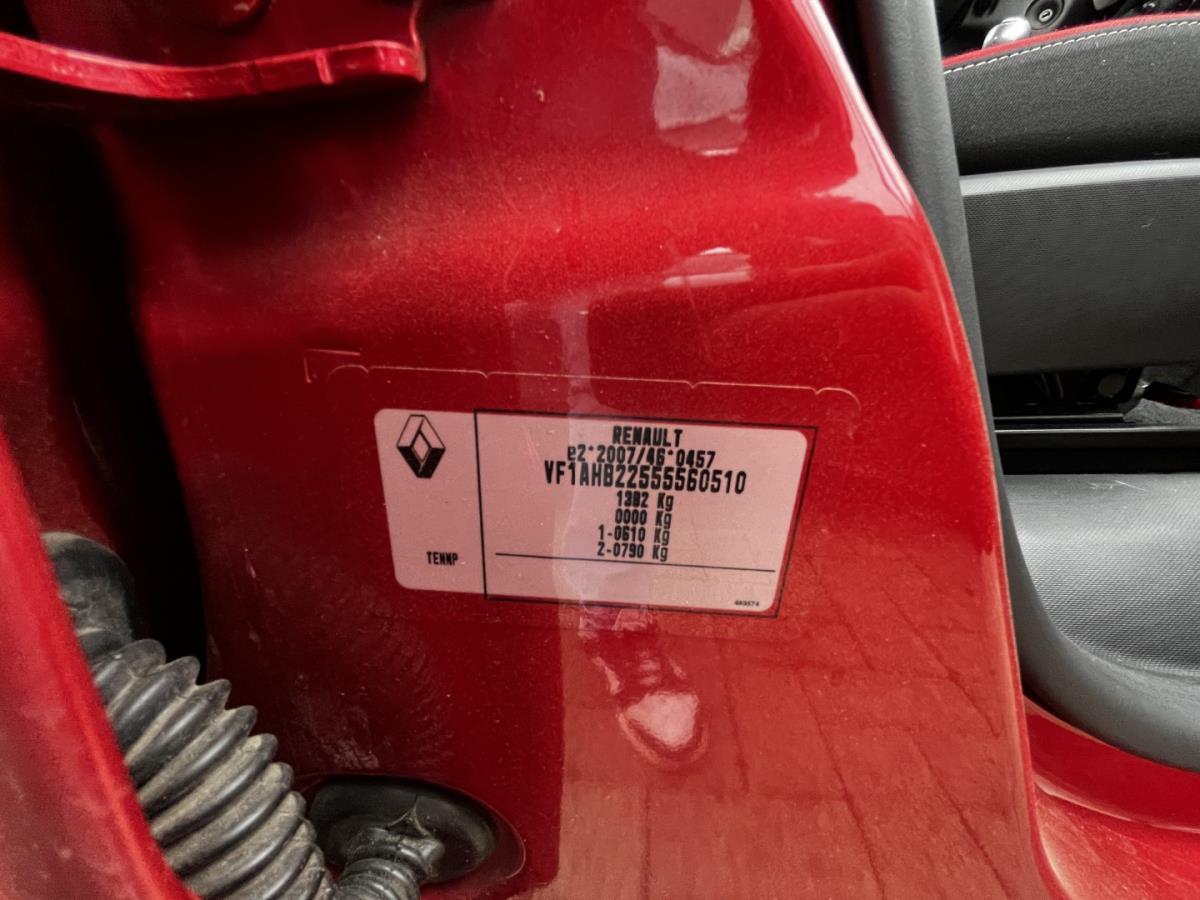 RENAULT
e2*2007/46*0457
VF1AHB22555560510
1382 Kg
0000 Kg
1-0610 Kg
2-0790 Kg
TENNP